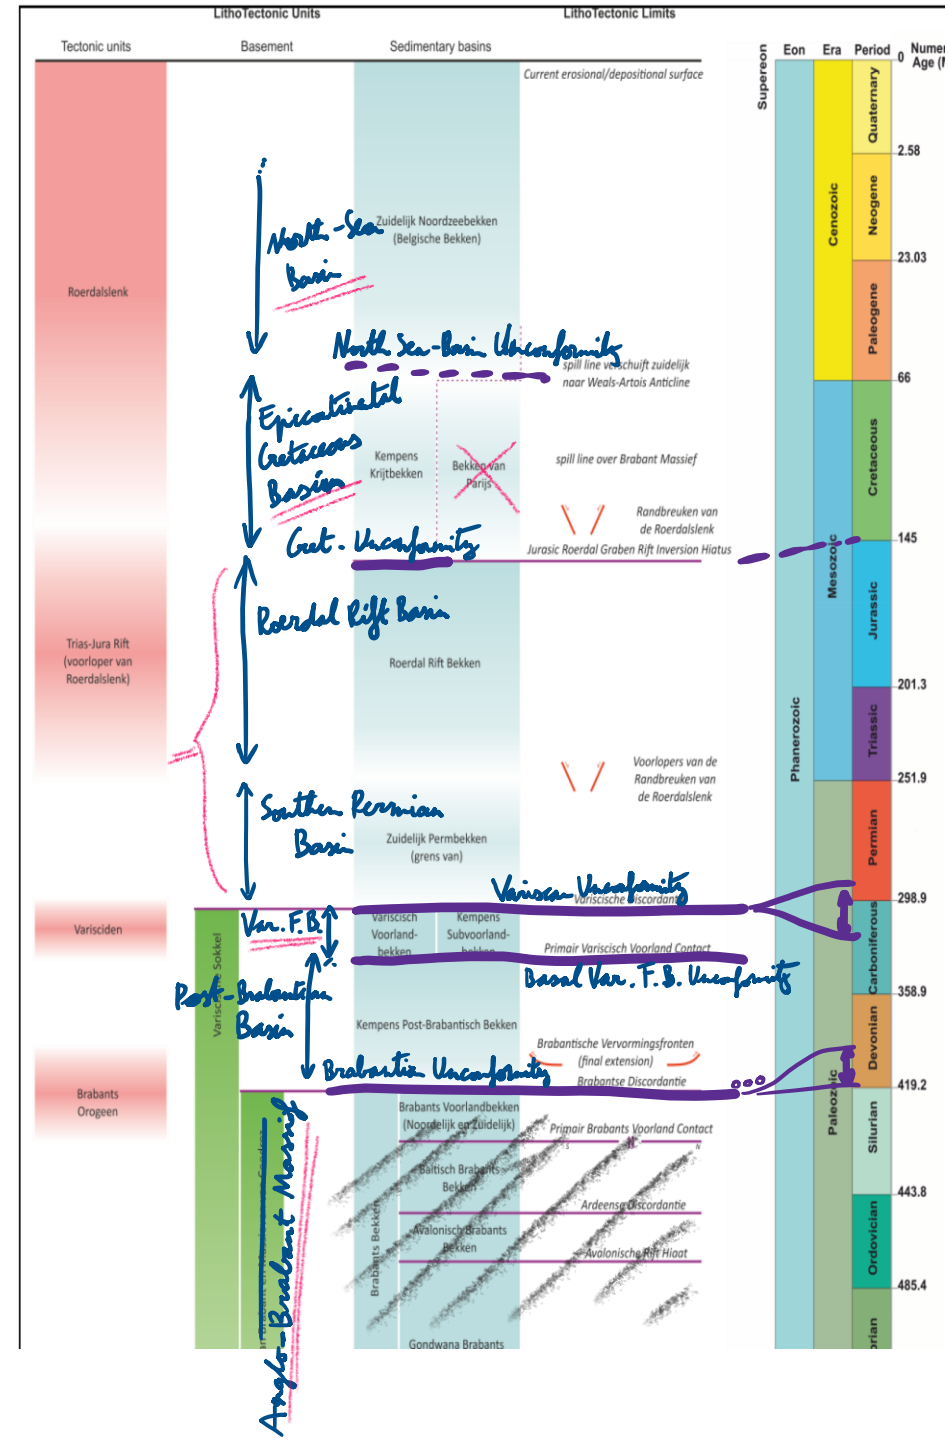 LithoTectonic Units
LithoTectonic Limits
Tectonic units
Basement
Sedimentary basins
Supereon
Eon
Era
Period
Numer
Age (M
0
Current erosional/depositional surface
Quaternary
2.58
Cenozoic
Neogene
North-Sea
Basin
Zuidelijk Noordzeebekken
(Belgische Bekken)
23.03
Roerdalslenk
Paleogene
North Sea-Basin Unconformity
spill line verschuift zuidelijk
naar Weals-Artois Anticline
66
Epicontinental
Cretaceous
Basins
Kempens
Krijtbekken
Bekken van
Parijs
spill line over Brabant Massief
Cretaceous
Randbreuken van
de Roerdalslenk
Cret. Unconformity
Jurasic Roerdal Graben Rift Inversion Hiatus
145
Mesozoic
Roerdal Rift Basin
Jurassic
Trias-Jura Rift
(voorloper van
Roerdalslenk)
Roerdal Rift Bekken
201.3
Triassic
Phanerozoic
Voorlopers van de
Randbreuken van
de Roerdalslenk
251.9
Southern Permian
Basin
Zuidelijk Permbekken
(grens van)
Permian
Variscan Unconformity
Variscische Discordantie
298.9
Varisciden
Var. F.B.
Variscisch
Voorland-
bekken
Kempens
Subvoorland-
bekken
Carboniferous
Primair Variscisch Voorland Contact
Basal Var. F.B. Unconformity
Variscische Sokkel
Post-Brabantian
Basin
358.9
Kempens Post-Brabantisch Bekken
Devonian
Brabantische Vervormingsfronten
(final extension)
Brabantian Unconformity
Brabantse Discordantie
419.2
Brabants
Orogeen
Paleozoic
Brabants Voorlandbekken
(Noordelijk en Zuidelijk)
Primair Brabants Voorland Contact
S
N
N
Silurian
Baltisch Brabants
Bekken
443.8
Ardeense Discordantie
Anglo-Brabant Massif
Brabants Bekken
Avalonisch Brabants
Bekken
Avalonische Rift Hiaat
Ordovician
485.4
Gondwana Brabants
rian